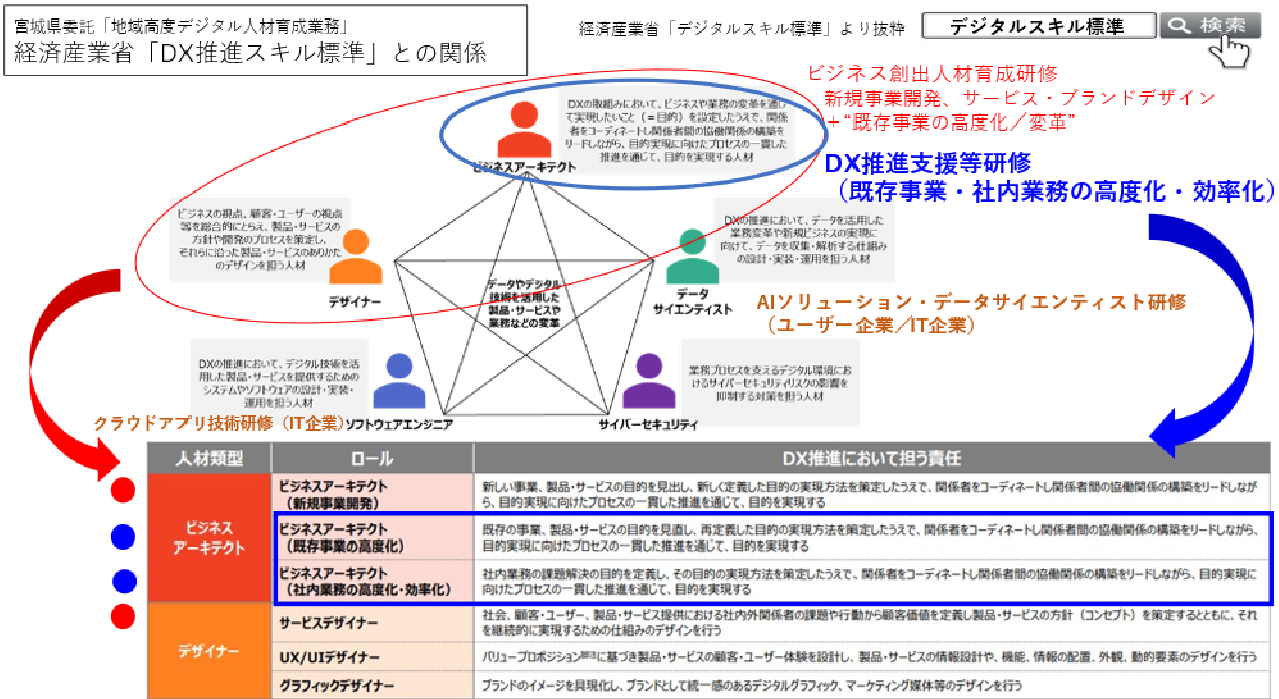 宮城県委託「地域高度デジタル人材育成業務」
経済産業省「DX推進スキル標準」との関係
経済産業省「デジタルスキル標準」より抜粋
デジタルスキル標準
検索
ビジネス創出人材育成研修
新規事業開発、サービス・ブランドデザイン
+“既存事業の高度化／変革”
DX推進支援等研修
（既存事業・社内業務の高度化・効率化）
DXの取組みにおいて、ビジネスや業務の変革を通じ
て実現したいこと（＝目的）を設定したうえで、関係
者をコーディネートし関係者間の協働関係の構築を
リードしながら、目的実現に向けたプロセスの一貫した
推進を通じて、目的を実現する人材
ビジネスアーキテクト
ビジネスの視点、顧客・ユーザーの視点
等を総合的にとらえ、製品・サービスの
方針や開発のプロセスを策定し、
それらに沿った製品・サービスのありかた
のデザインを担う人材
デザイナー
DXの推進において、データを活用した
業務変革や新規ビジネスの実現に
向けて、データを収集・解析する仕組み
の設計・実装・運用を担う人材
データ
サイエンティスト
データやデジタル
技術を活用した
製品・サービスや
業務などの変革
AIソリューション・データサイエンティスト研修
（ユーザー企業／IT企業）
DXの推進において、デジタル技術を活
用した製品・サービスを提供するための
システムやソフトウェアの設計・実装・
運用を担う人材
クラウドアプリ技術研修（IT企業）
ソフトウェアエンジニア
業務プロセスを支えるデジタル環境にお
けるサイバーセキュリティリスクの影響を
抑制する対策を担う人材
サイバーセキュリティ
人材類型
ロール
DX推進において担う責任
ビジネス
アーキテクト
ビジネスアーキテクト
（新規事業開発）
新しい事業、製品・サービスの目的を見出し、新しく定義した目的の実現方法を策定したうえで、関係者をコーディネートし関係者間の協働関係の構築をリードしなが
ら、目的実現に向けたプロセスの一貫した推進を通じて、目的を実現する
ビジネスアーキテクト
（既存事業の高度化）
既存の事業、製品・サービスの目的を見直し、再定義した目的の実現方法を策定したうえで、関係者をコーディネートし関係者間の協働関係の構築をリードしながら、
目的実現に向けたプロセスの一貫した推進を通じて、目的を実現する
ビジネスアーキテクト
（社内業務の高度化・効率化）
社内業務の課題解決の目的を定義し、その目的の実現方法を策定したうえで、関係者をコーディネートし関係者間の協働関係の構築をリードしながら、目的実現に
向けたプロセスの一貫した推進を通じて、目的を実現する
デザイナー
サービスデザイナー
社会、顧客・ユーザー、製品・サービス提供における社内外関係者の課題や行動から顧客価値を定義し製品・サービスの方針（コンセプト）を策定するとともに、それ
を継続的に実現するための仕組みのデザインを行う
UX/UIデザイナー
バリュープロポジションに基づき製品・サービスの顧客・ユーザー体験を設計し、製品・サービスの情報設計や、機能、情報の配置、外観、動的要素のデザインを行う
グラフィックデザイナー
ブランドのイメージを具現化し、ブランドとして統一感のあるデジタルグラフィック、マーケティング媒体等のデザインを行う